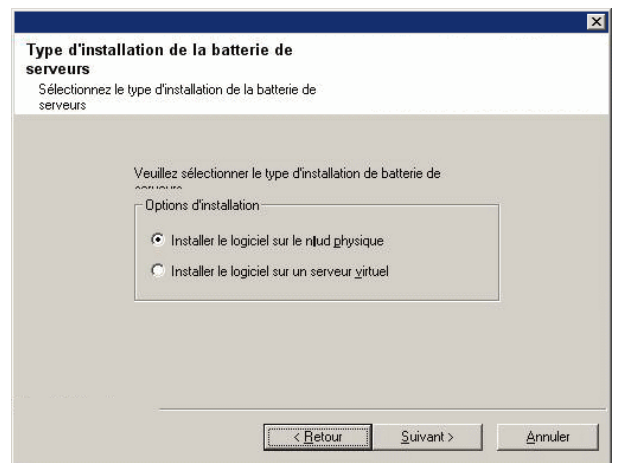 Type d'installation de la batterie de
serveurs
Sélectionnez le type d'installation de la batterie de
serveurs
Veuillez sélectionner le type d'installation de batterie de
Options d'installation
Installer le logiciel sur le nlud physique
Installer le logiciel sur un serveur virtuel
< Retour
Suivant >
Annuler